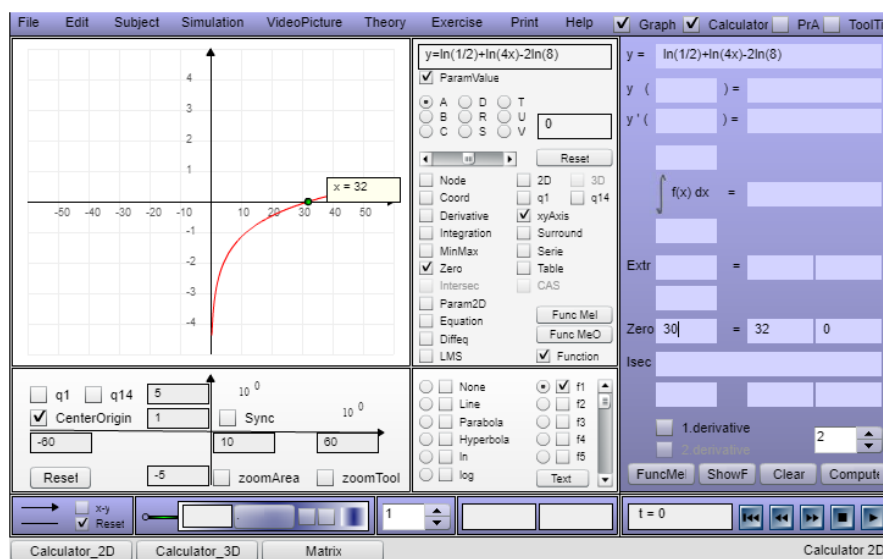 File Edit Subject Simulation VideoPicture Theory Exercise Print Help Graph Calculator PrA
y=ln(1/2)+ln(4x)-2ln(8)
ParamValue
A D T
B R U
C S V
0
Reset
Node 2D 3D
Coord q1 q14
Derivative xyAxis
Integration Surround
MinMax Serie
Zero Table
Intersec CAS
Param2D
Equation Func Mel
Diffeq Func MeO
LMS Function
4
3
2
1
x = 32
-50 -40 -30 -20 -10 10 20 30 40 50
-1
-2
-3
-4
y = ln(1/2)+ln(4x)-2ln(8)
y ( ) =
y ' ( ) =
∫ f(x) dx =
Extr =
Zero 30 = 32 0
Isec
1.derivative
2.derivative
2
FuncMel ShowF Clear Compute
q1 q14 5 10 0
CenterOrigin 1 Sync 10 0
-60 10 60
Reset -5 zoomArea zoomTool
None f1
Line f2
Parabola f3
Hyperbola f4
ln f5
log Text
x-y
Reset
1
t = 0
Calculator_2D Calculator_3D Matrix Calculator 2D